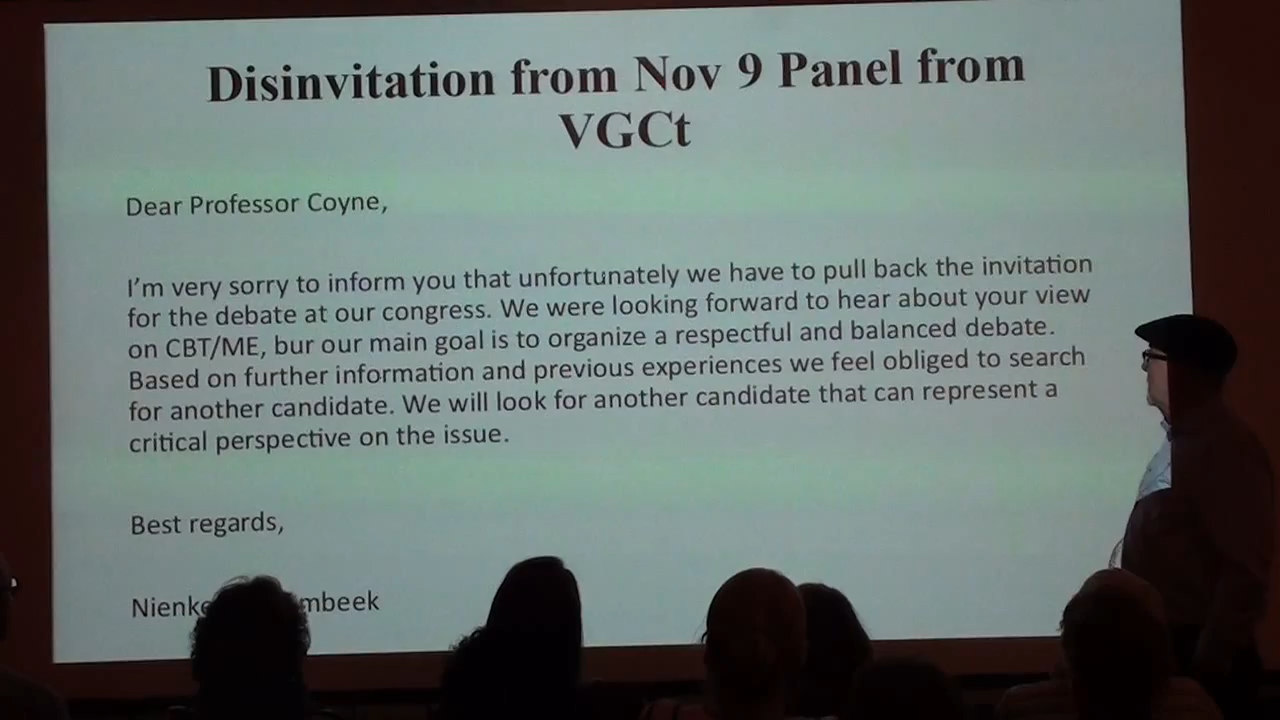 Disinvitation from Nov 9 Panel from
VGCt
Dear Professor Coyne,
I'm very sorry to inform you that unfortunately we have to pull back the invitation
for the debate at our congress. We were looking forward to hear about your view
on CBT/ME, bur our main goal is to organize a respectful and balanced debate.
Based on further information and previous experiences we feel obliged to search
for another candidate. We will look for another candidate that can represent a
critical perspective on the issue.
Best regards,